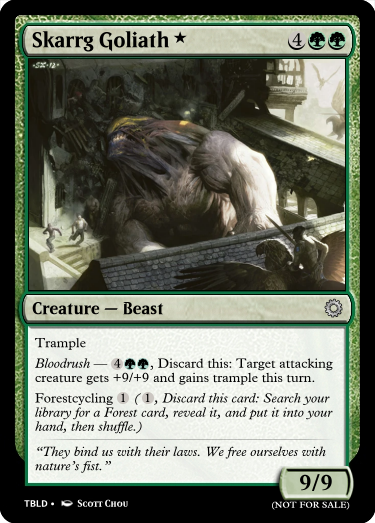 Skarrg Goliath ★ 4
-SX-12-
Creature — Beast
Trample
Bloodrush — 4, Discard this: Target attacking
creature gets +9/+9 and gains trample this turn.
Forestcycling 1 ( 1, Discard this card: Search your
library for a Forest card, reveal it, and put it into your
hand, then shuffle.)
“They bind us with their laws. We free ourselves with
nature’s fist.”
9/9
TBLD • Scott Chou
(NOT FOR SALE)